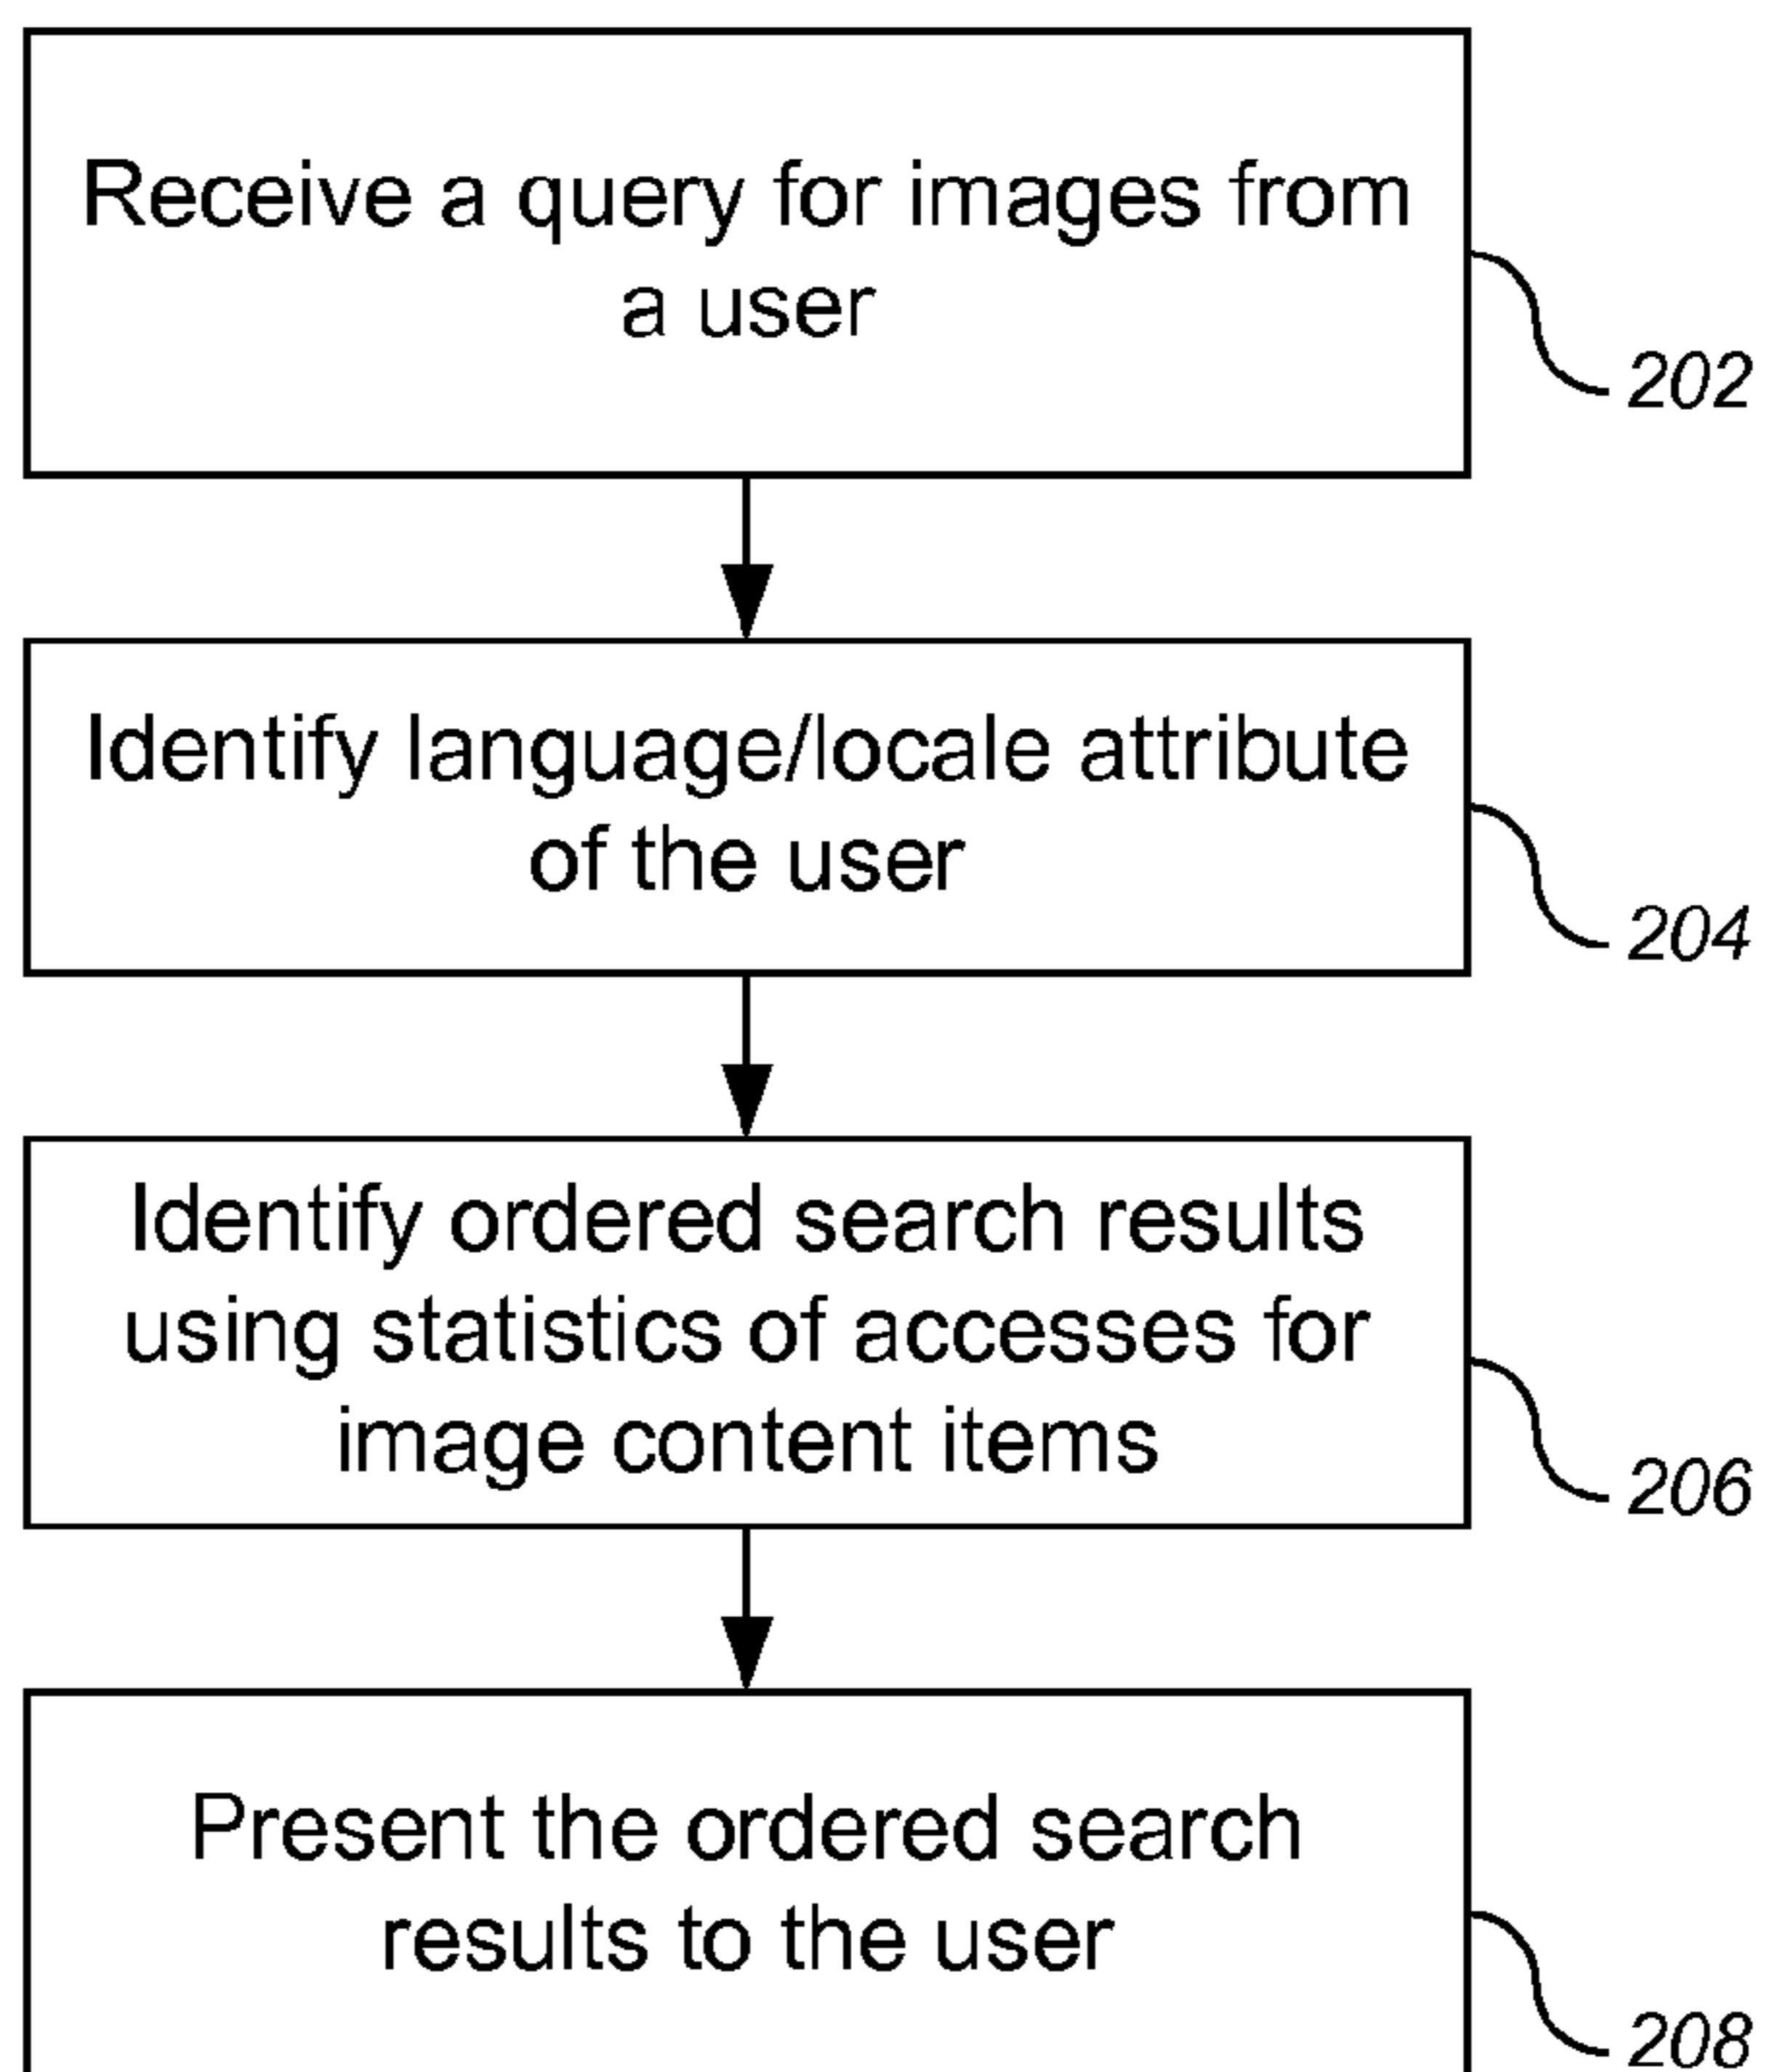 Receive a query for images from
a user
202
Identify language/locale attribute
of the user
204
Identify ordered search results
using statistics of accesses for
image content items
206
Present the ordered search
results to the user
208